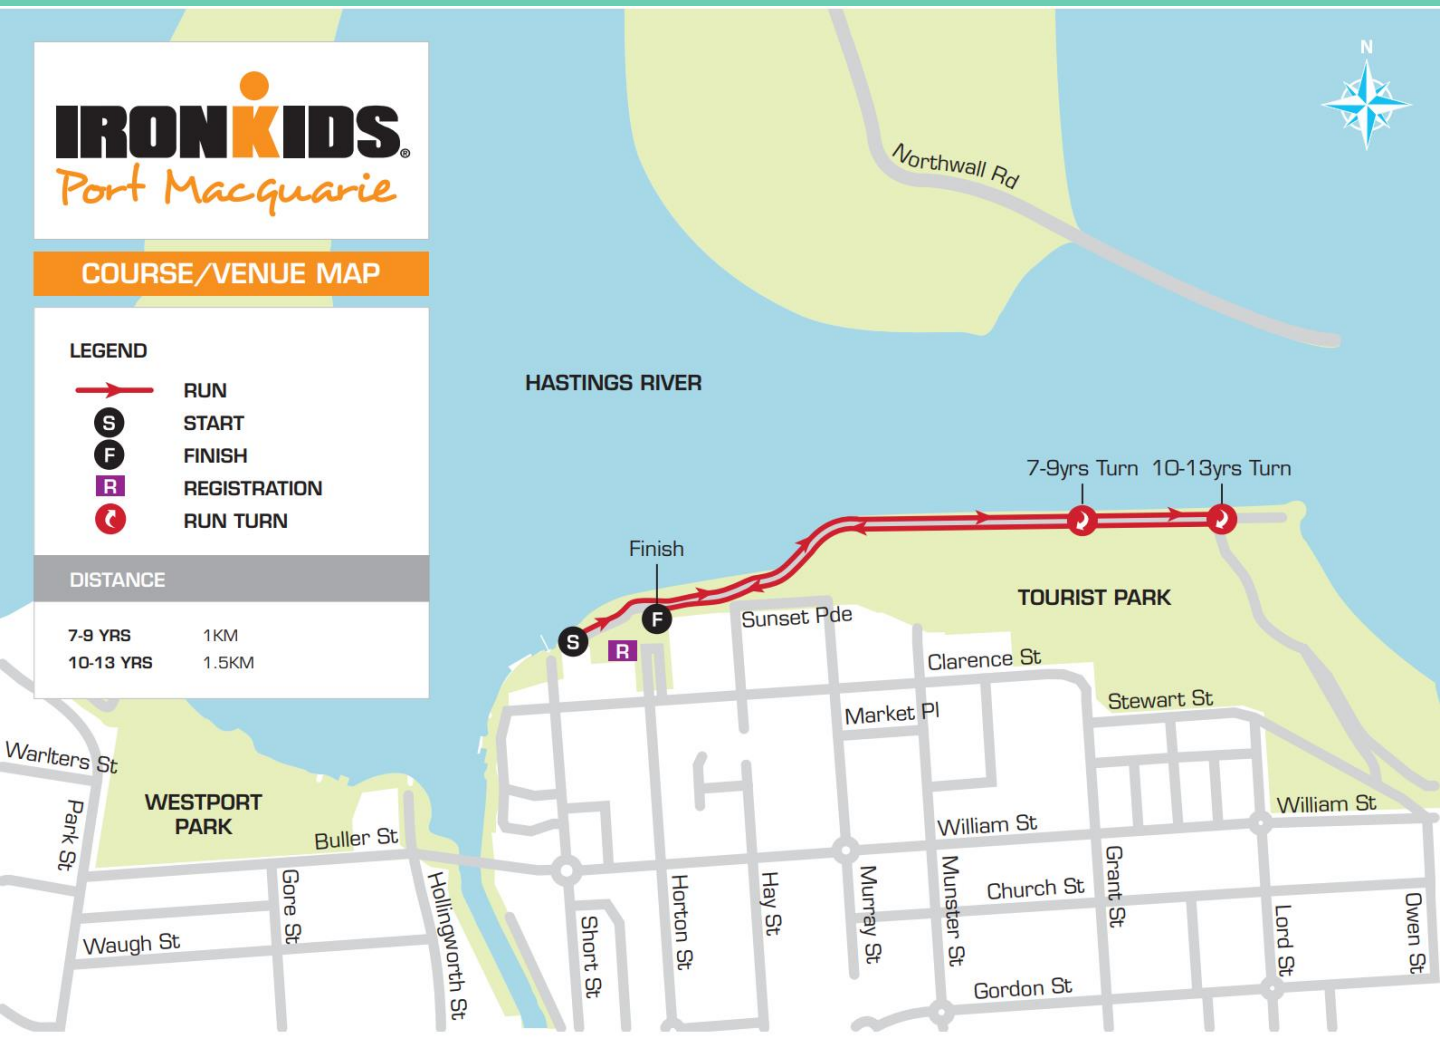 IRONKIDS®
Port Macquarie
COURSE/VENUE MAP
LEGEND
RUN
S START
F FINISH
R REGISTRATION
RUN TURN
DISTANCE
7-9 YRS 1KM
10-13 YRS 1.5KM
N
Northwall Rd
HASTINGS RIVER
7-9yrs Turn
10-13yrs Turn
Finish
S
F
R
TOURIST PARK
Sunset Pde
Clarence St
Stewart St
Market Pl
Warlters St
WESTPORT
PARK
Park St
Buller St
William St
William St
Gore St
Hollingworth St
Waugh St
Short St
Horton St
Hay St
Murray St
Munster St
Church St
Grant St
Lord St
Owen St
Gordon St